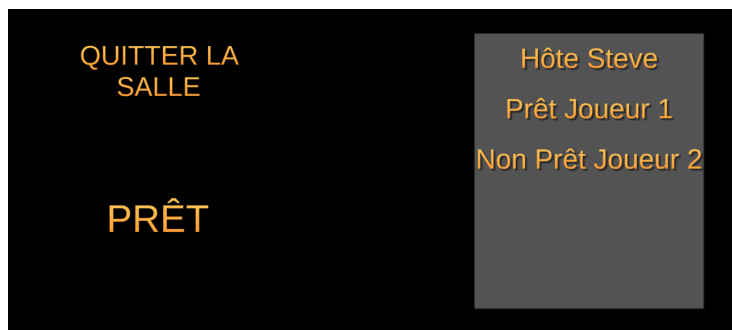 QUITTER LA
SALLE
PRÊT
Hôte Steve
Prêt Joueur 1
Non Prêt Joueur 2